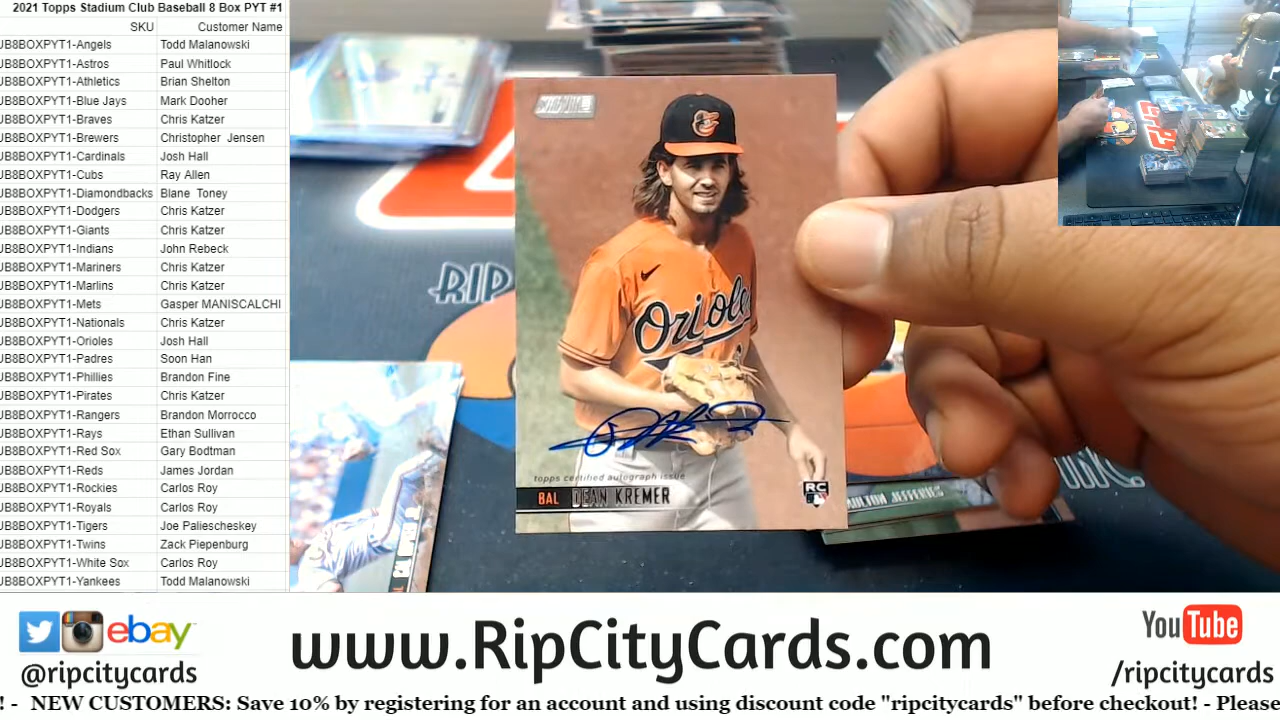 2021 Topps Stadium Club Baseball 8 Box PYT #1
SKU Customer Name
JB8BOXPYT1-Angels Todd Malanowski
JB8BOXPYT1-Astros Paul Whitlock
JB8BOXPYT1-Athletics Brian Shelton
JB8BOXPYT1-Blue Jays Mark Dooher
JB8BOXPYT1-Braves Chris Katzer
JB8BOXPYT1-Brewers Christopher Jensen
JB8BOXPYT1-Cardinals Josh Hall
JB8BOXPYT1-Cubs Ray Allen
JB8BOXPYT1-Diamondbacks Blane Toney
JB8BOXPYT1-Dodgers Chris Katzer
JB8BOXPYT1-Giants Chris Katzer
JB8BOXPYT1-Indians John Rebeck
JB8BOXPYT1-Mariners Chris Katzer
JB8BOXPYT1-Marlins Chris Katzer
JB8BOXPYT1-Mets Gasper MANISCALCHI
JB8BOXPYT1-Nationals Chris Katzer
JB8BOXPYT1-Orioles Josh Hall
JB8BOXPYT1-Padres Soon Han
JB8BOXPYT1-Phillies Brandon Fine
JB8BOXPYT1-Pirates Chris Katzer
JB8BOXPYT1-Rangers Brandon Morrocco
JB8BOXPYT1-Rays Ethan Sullivan
JB8BOXPYT1-Red Sox Gary Bodtman
JB8BOXPYT1-Reds James Jordan
JB8BOXPYT1-Rockies Carlos Roy
JB8BOXPYT1-Royals Carlos Roy
JB8BOXPYT1-Tigers Joe Paliescheskey
JB8BOXPYT1-Twins Zack Piepenburg
JB8BOXPYT1-White Sox Carlos Roy
JB8BOXPYT1-Yankees Todd Malanowski
RIP
Oriole
topps certified autograph issue
BAL DEAN KREMER
RC
JEFFERIES
ebay
@ripcitycards
www.RipCityCards.com
YouTube
/ripcitycards
! - NEW CUSTOMERS: Save 10% by registering for an account and using discount code "ripcitycards" before checkout! - Please